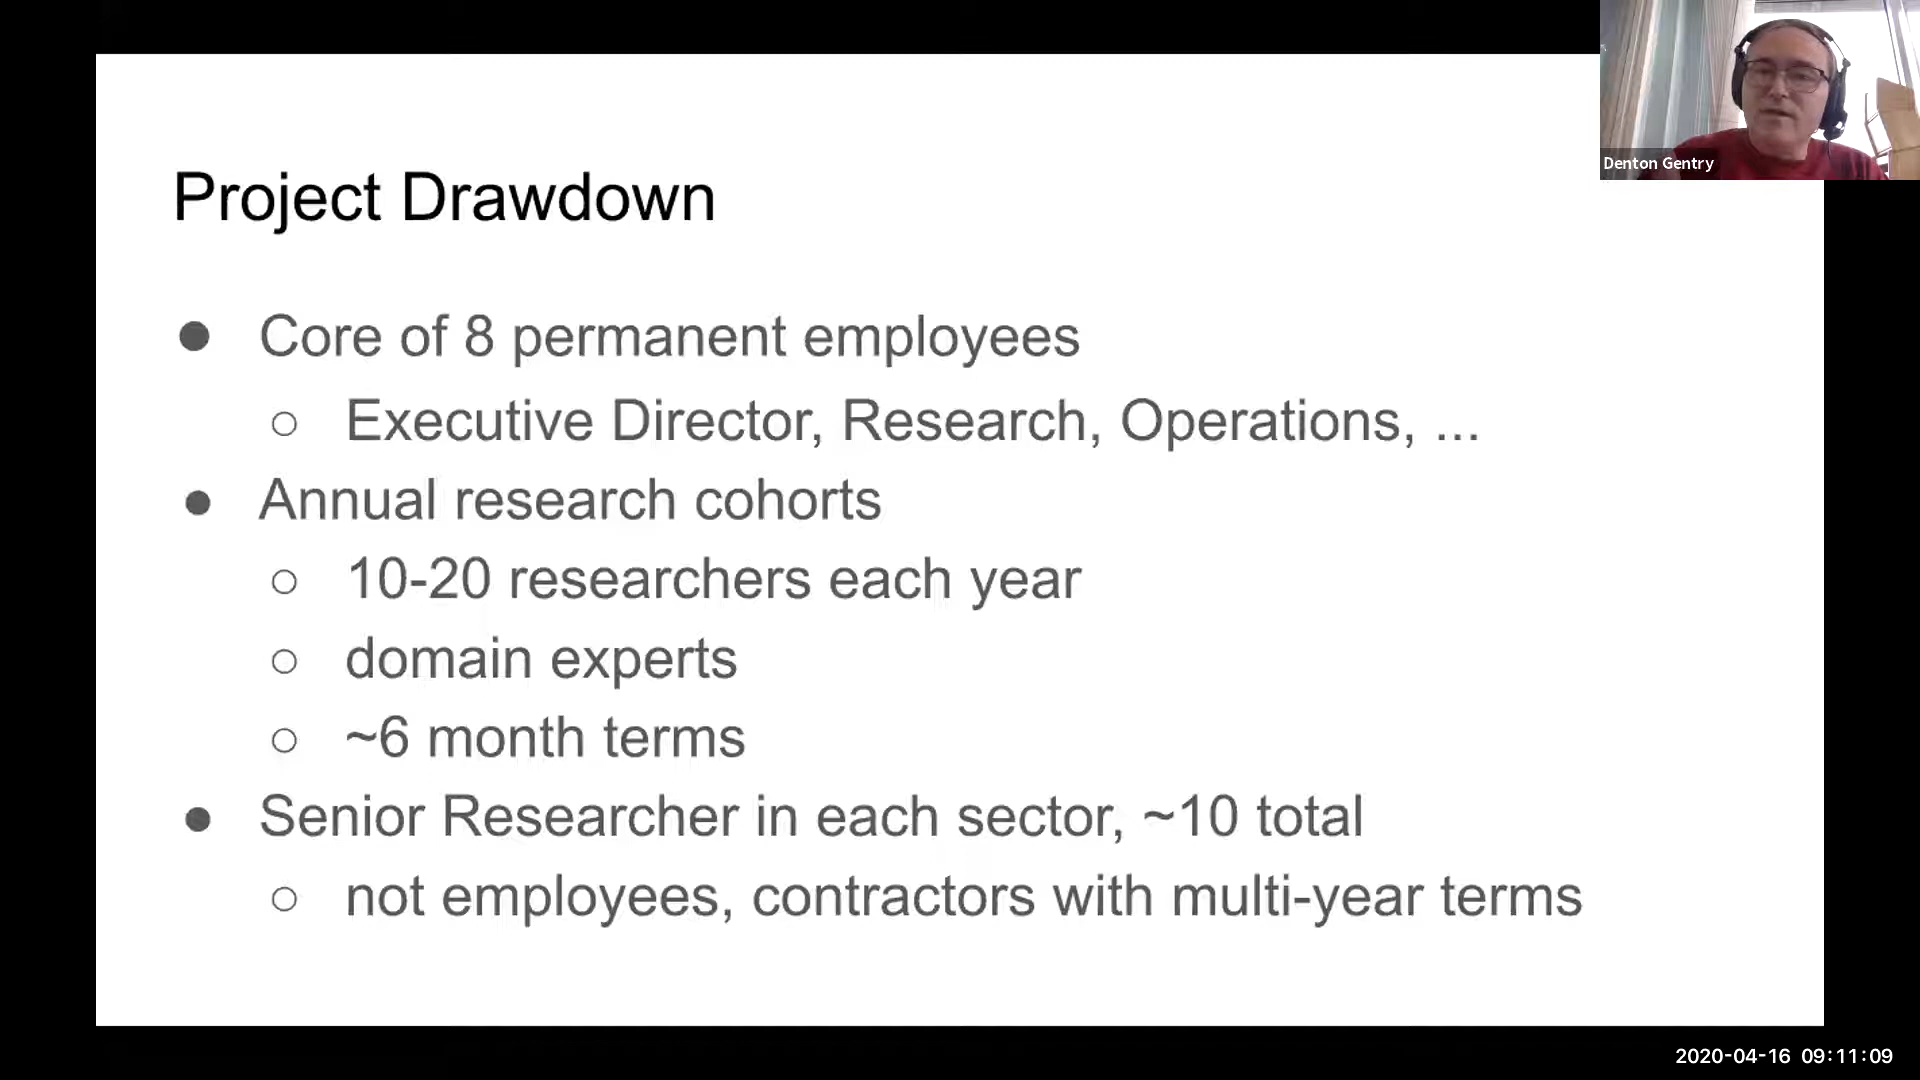 Denton Gentry
Project Drawdown
● Core of 8 permanent employees
○ Executive Director, Research, Operations, ...
● Annual research cohorts
○ 10-20 researchers each year
○ domain experts
○ ~6 month terms
● Senior Researcher in each sector, ~10 total
○ not employees, contractors with multi-year terms
2020-04-16 09:11:09